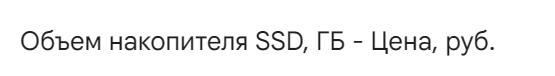 Объем накопителя SSD, ГБ - Цена, руб.